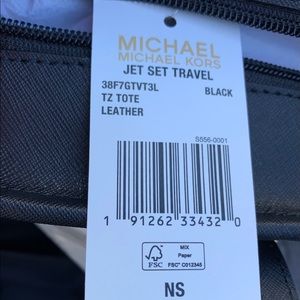 MICHAEL
MICHAEL KORS
JET SET TRAVEL
38F7GTVT3L BLACK
TZ TOTE
LEATHER
S556-0001
1 91262 33432 0
FSC
MIX
Paper
FSC® C012345
NS